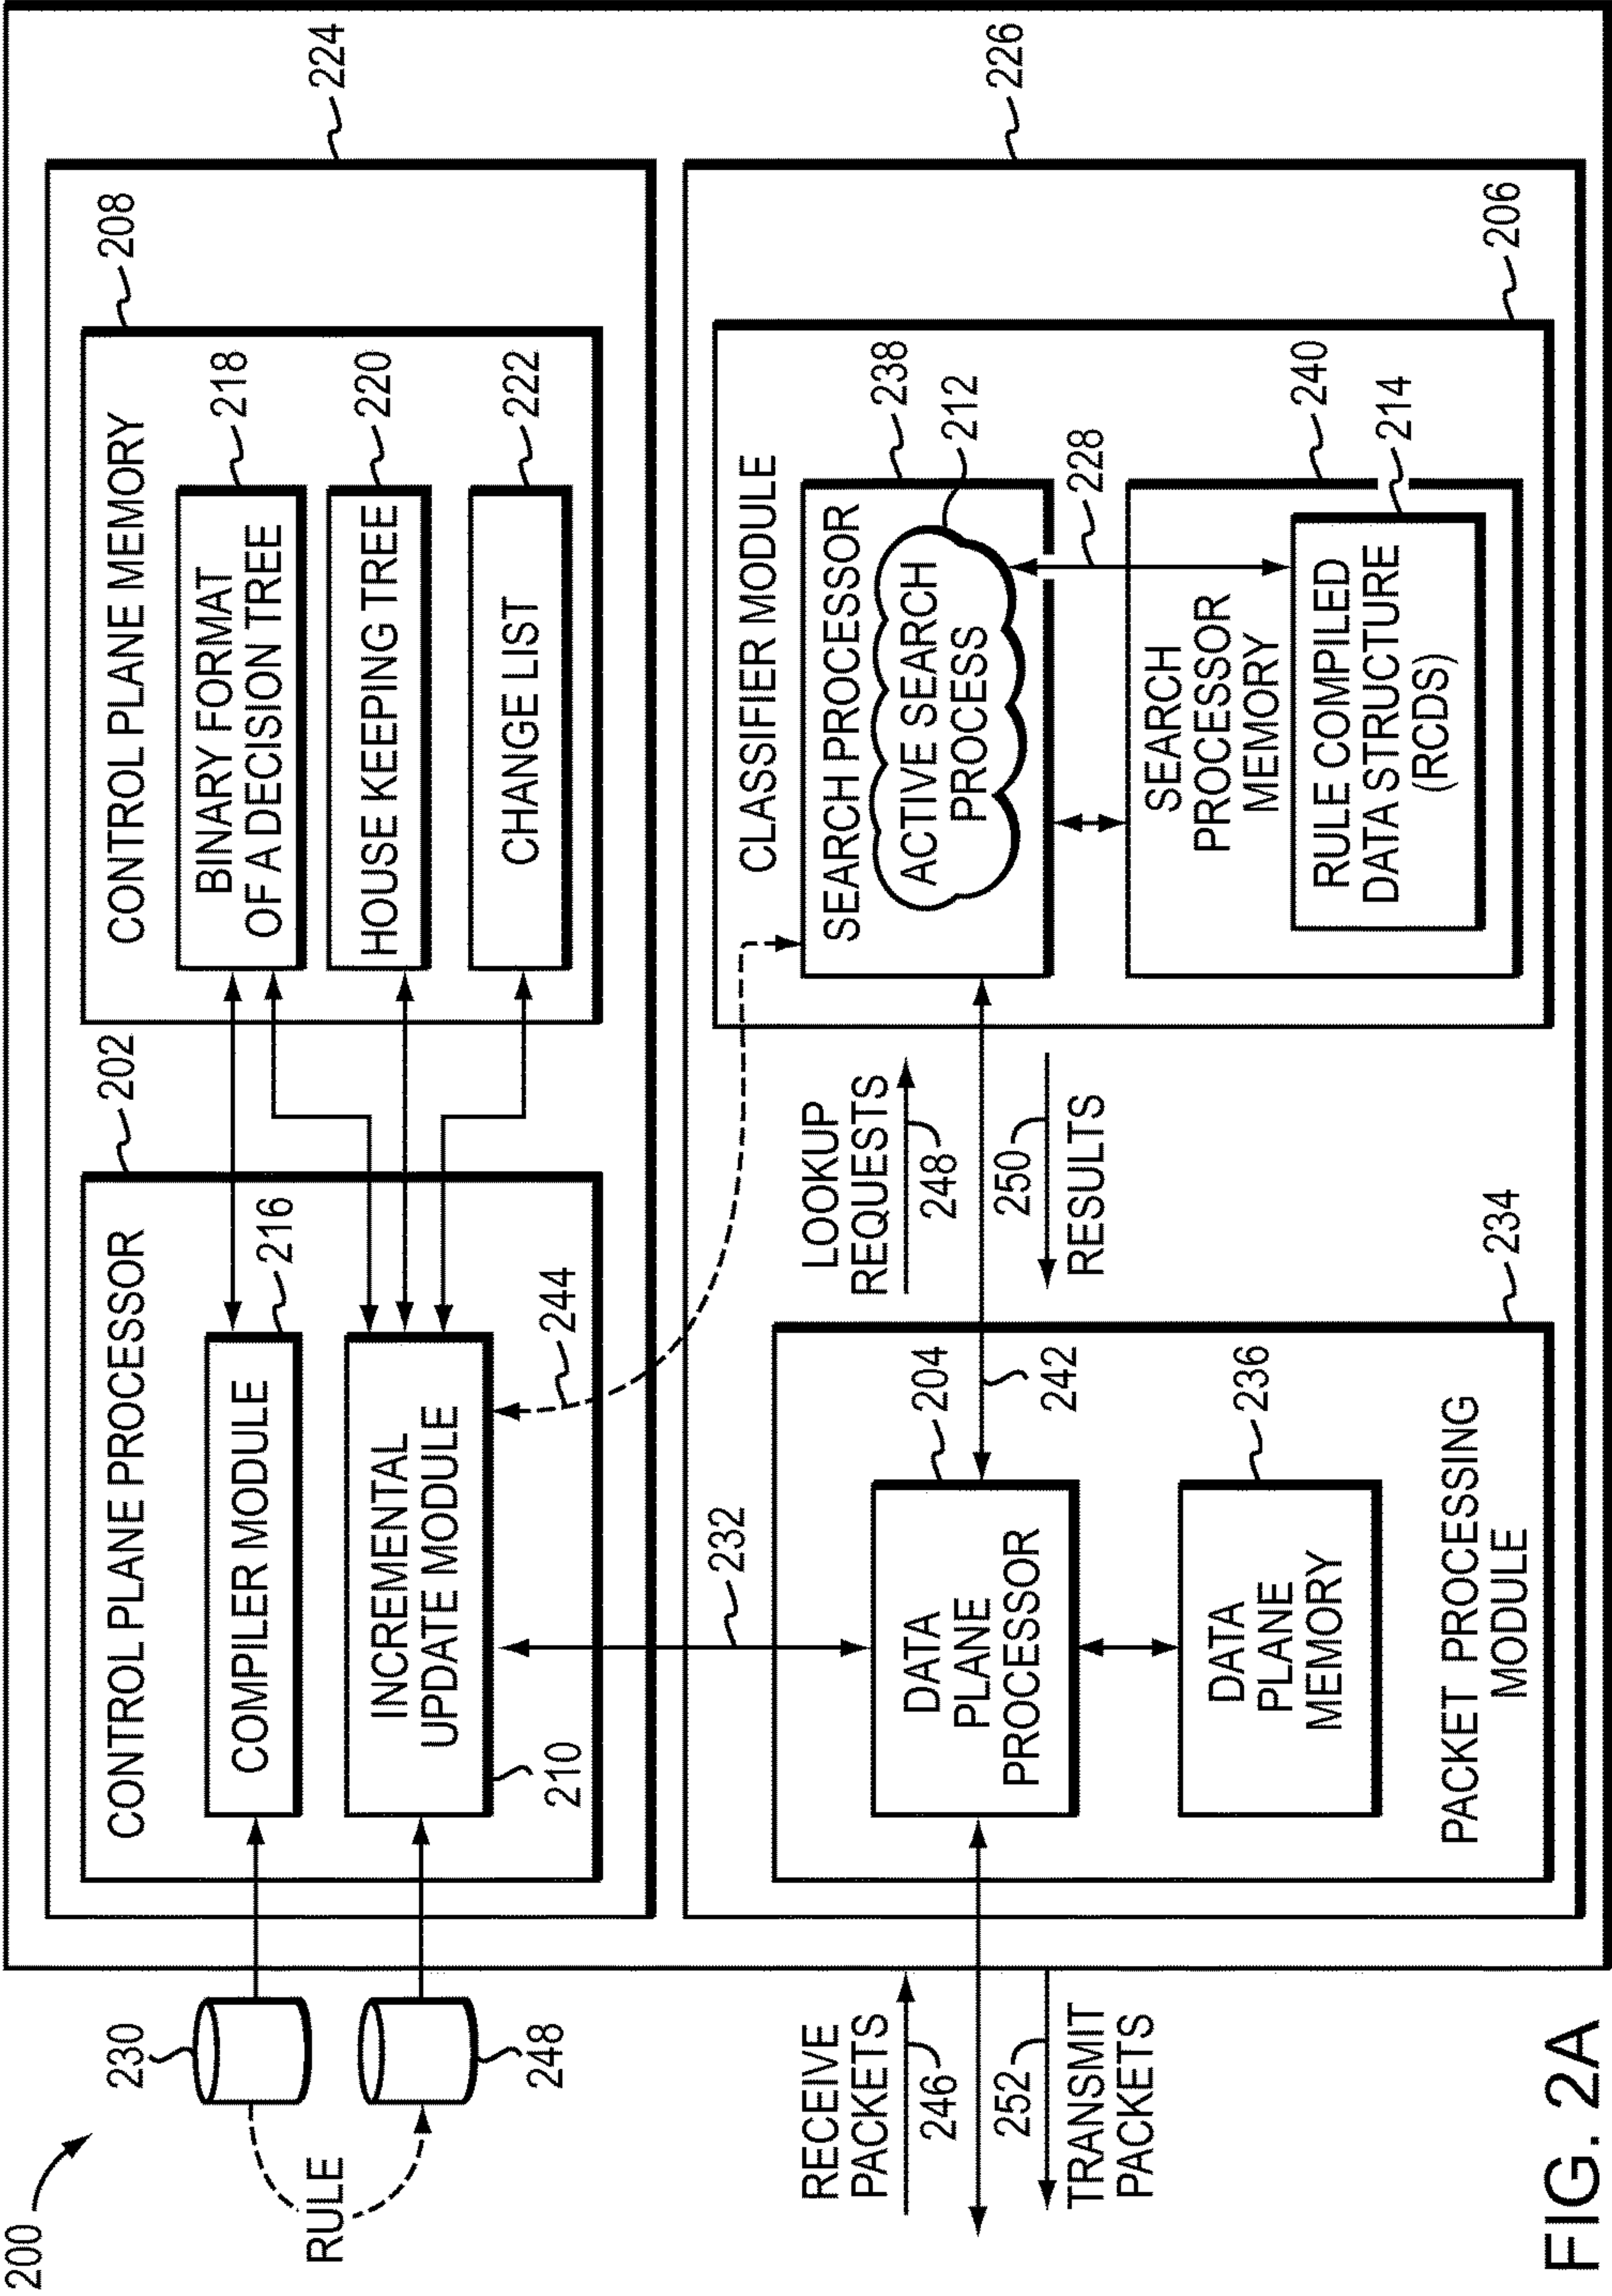 200
230
RULE
248
224
202
CONTROL PLANE PROCESSOR
216
COMPILER MODULE
INCREMENTAL
UPDATE MODULE
210
244
208
CONTROL PLANE MEMORY
218
BINARY FORMAT
OF A DECISION TREE
220
HOUSE KEEPING TREE
222
CHANGE LIST
232
226
RECEIVE
PACKETS
246
252
TRANSMIT
PACKETS
204
DATA
PLANE
PROCESSOR
242
236
DATA
PLANE
MEMORY
PACKET PROCESSING
MODULE
234
LOOKUP
REQUESTS
248
250
RESULTS
CLASSIFIER MODULE
238
SEARCH PROCESSOR
212
ACTIVE SEARCH
PROCESS
228
SEARCH
PROCESSOR
MEMORY
240
RULE COMPILED
DATA STRUCTURE
(RCDS)
214
206
FIG. 2A